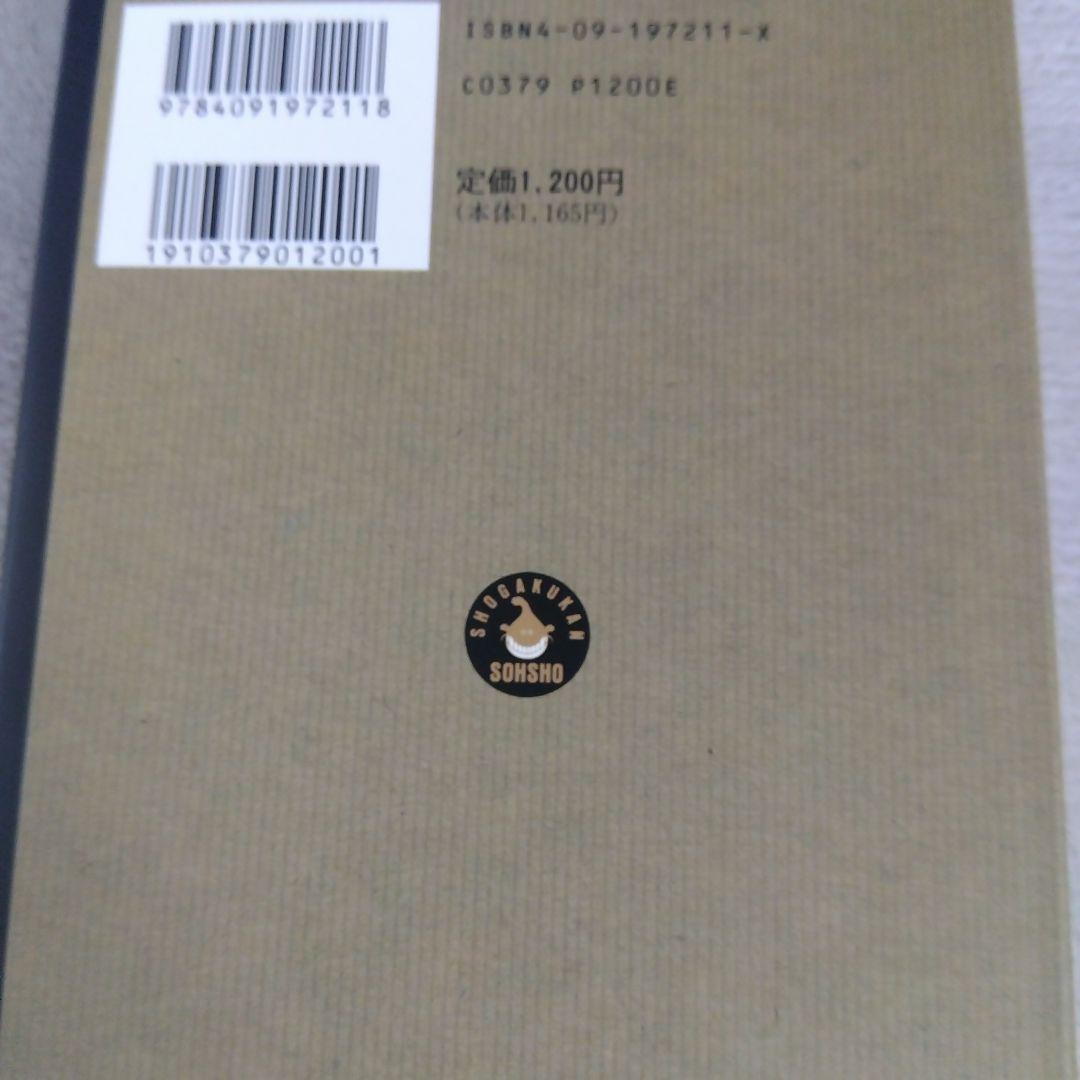 ISBN4-09-197211-X
9784091972118
C0379 P1200E
定価1,200円
(本体1,165円)
1910379012001
SHOGAKUKAN
SOHSHO